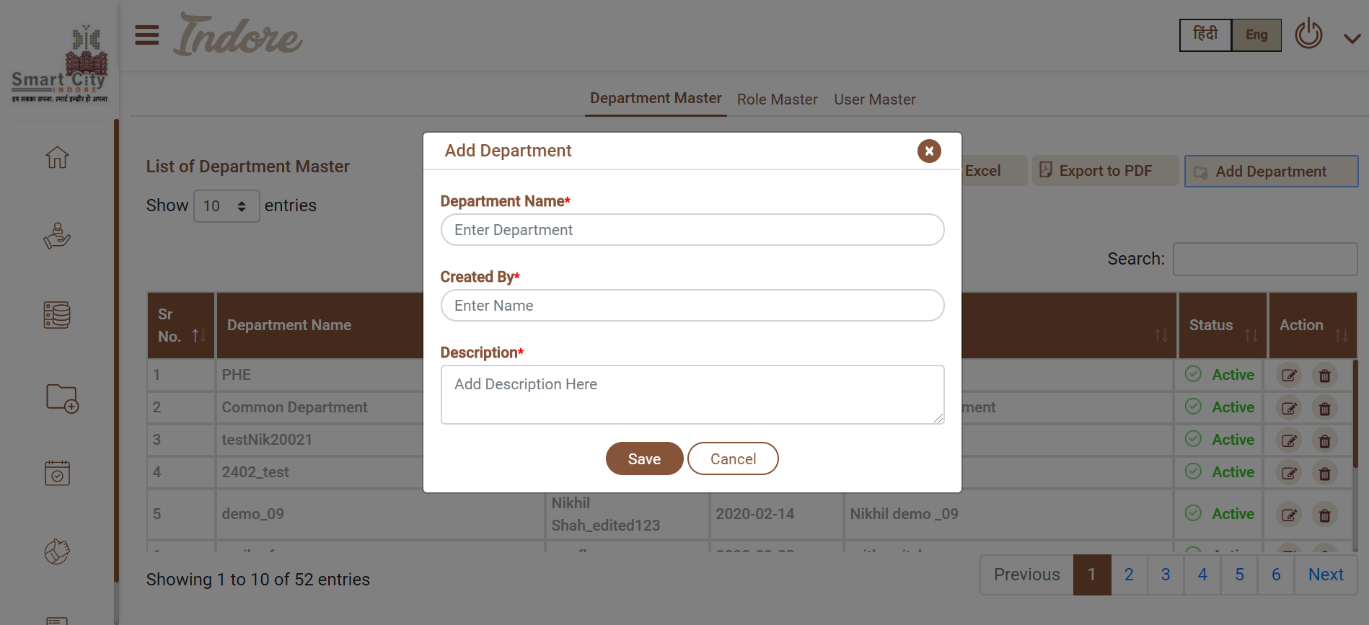 Smart City
INDORE
Indore
हिंदी
Eng
Department Master
Role Master
User Master
List of Department Master
Excel
Export to PDF
Add Department
Show 10 entries
Search:
Add Department
Department Name*
Enter Department
Created By*
Enter Name
Description*
Add Description Here
Save
Cancel
Sr No.
Department Name
Status
Action
1 PHE Active
2 Common Department ment Active
3 testNik20021 Active
4 2402_test Active
5 demo_09 Nikhil Shah_edited123 2020-02-14 Nikhil demo _09 Active
Showing 1 to 10 of 52 entries
Previous 1 2 3 4 5 6 Next